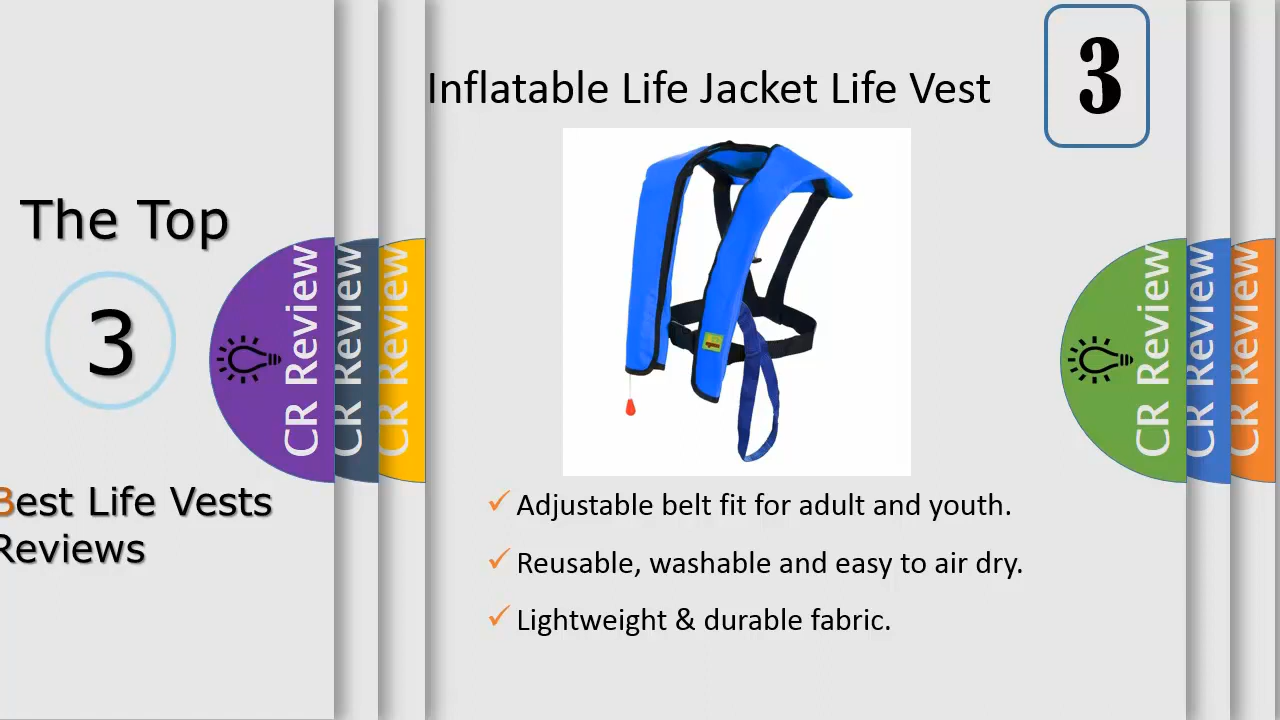 The Top
3
Best Life Vests
Reviews
CR Review
CR Review
CR Review
Inflatable Life Jacket Life Vest
3
Adjustable belt fit for adult and youth.
Reusable, washable and easy to air dry.
Lightweight & durable fabric.
CR Review
CR Review
CR Review